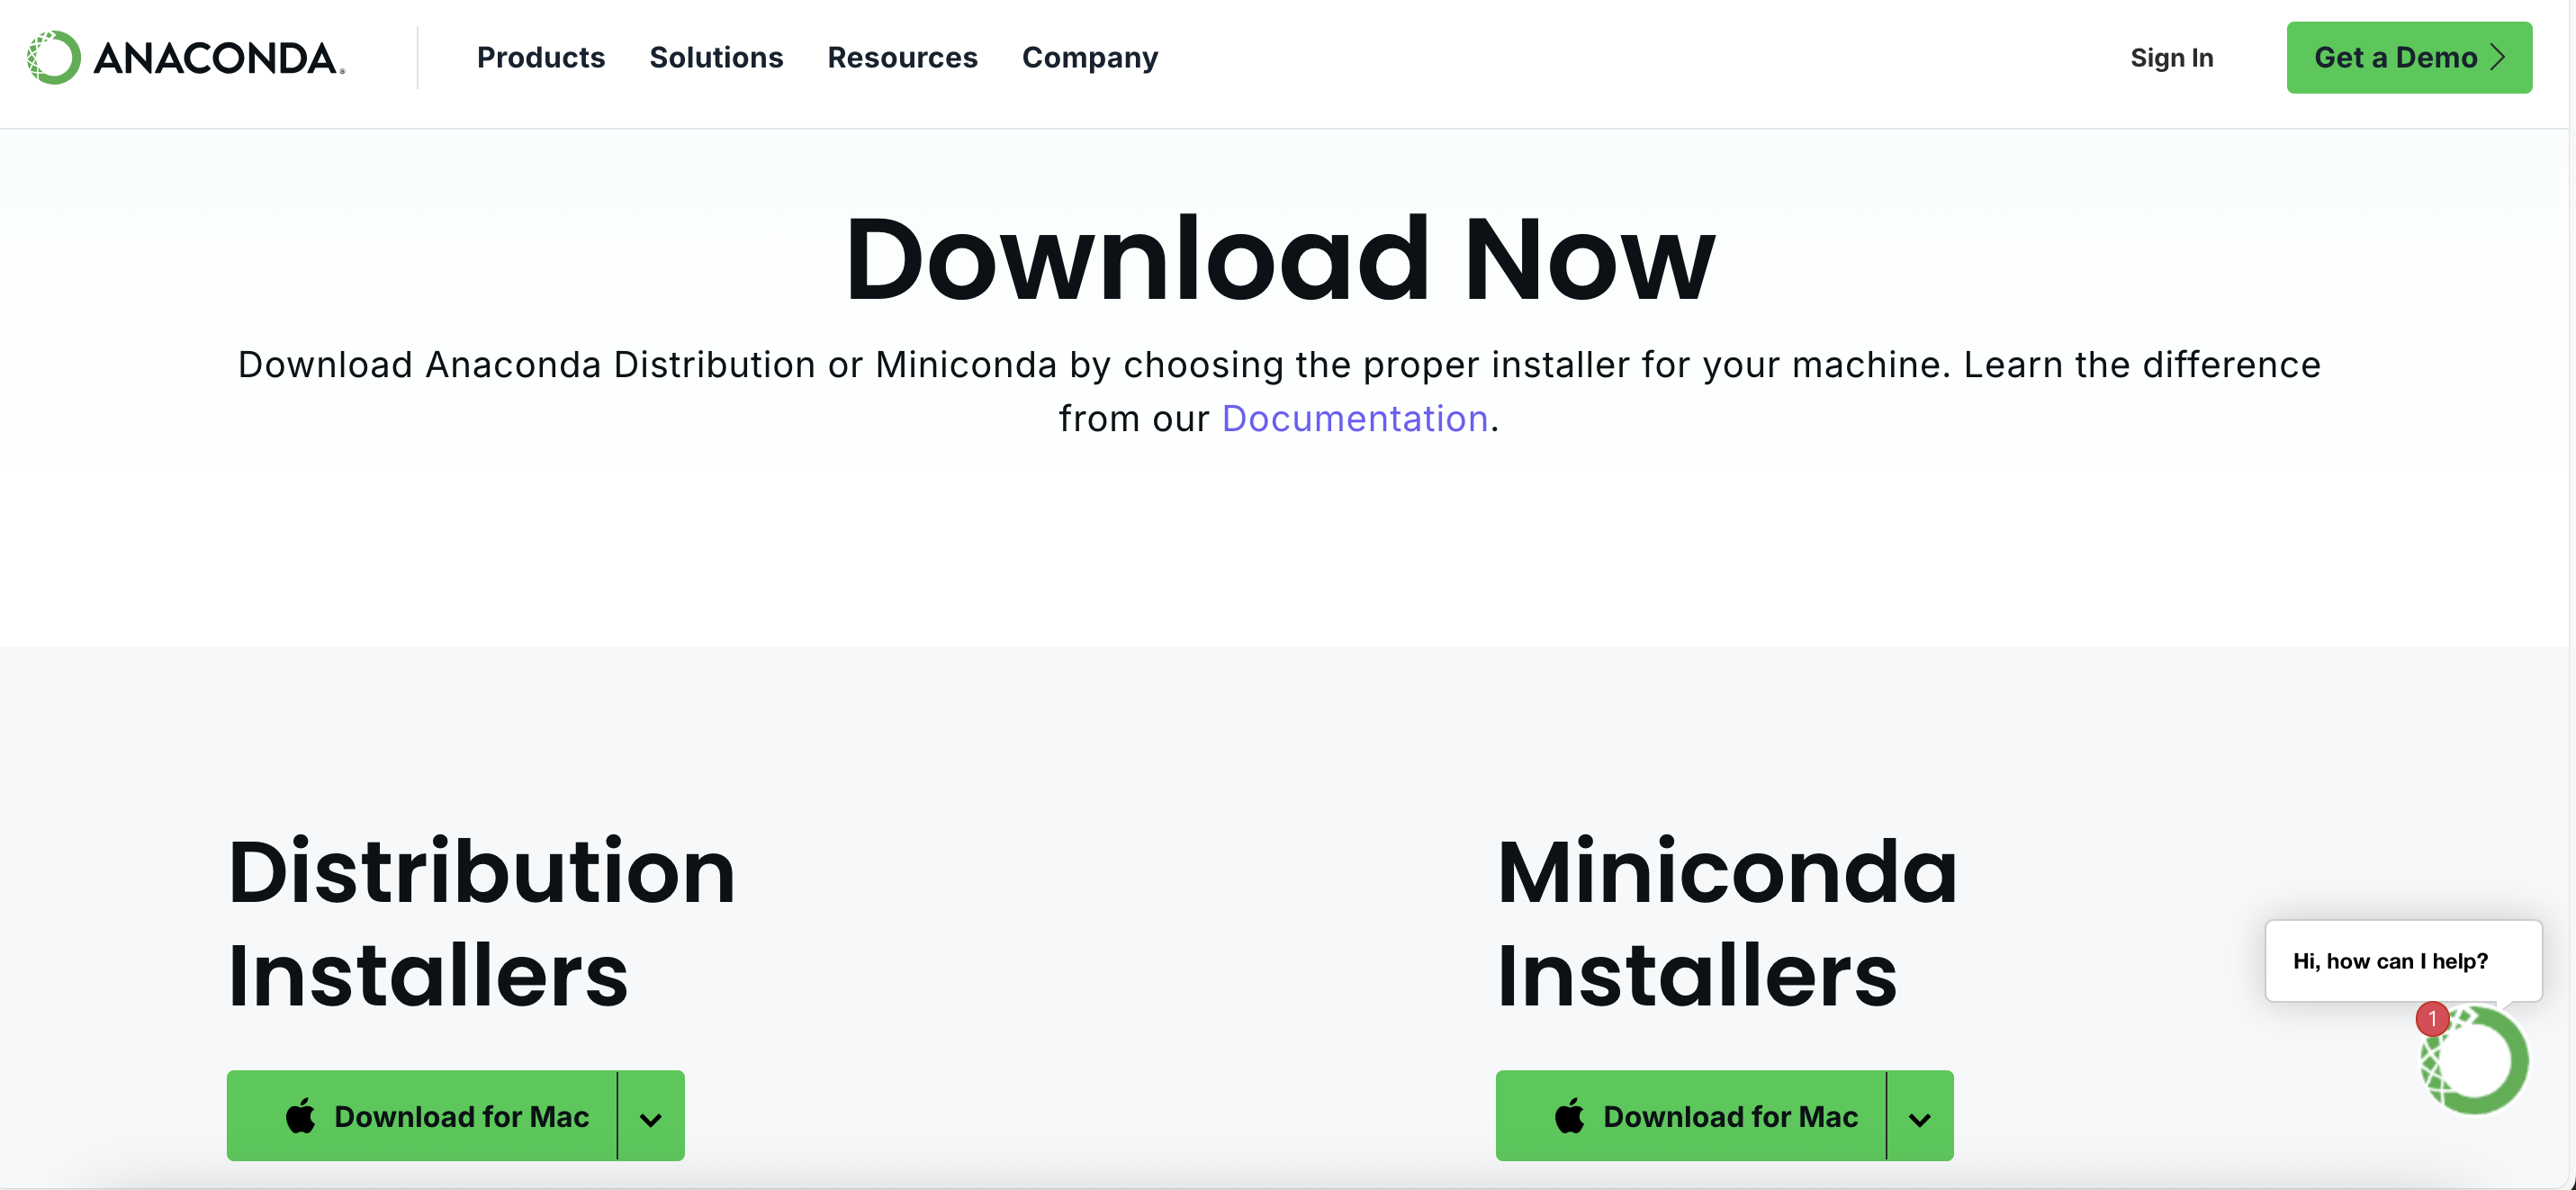 ANACONDA
Products
Solutions
Resources
Company
Sign In
Get a Demo
Download Now
Download Anaconda Distribution or Miniconda by choosing the proper installer for your machine. Learn the difference
from our Documentation.
Distribution
Installers
Download for Mac
Miniconda
Installers
Download for Mac
Hi, how can I help?
1